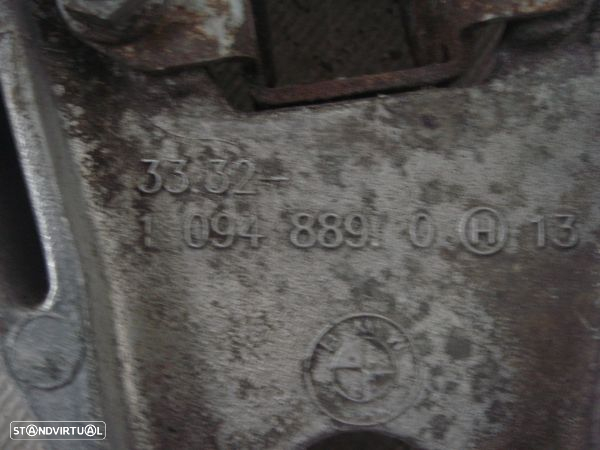 33.32-
1 094 889. 0 H 13
BMW
STANDVIRTUAL